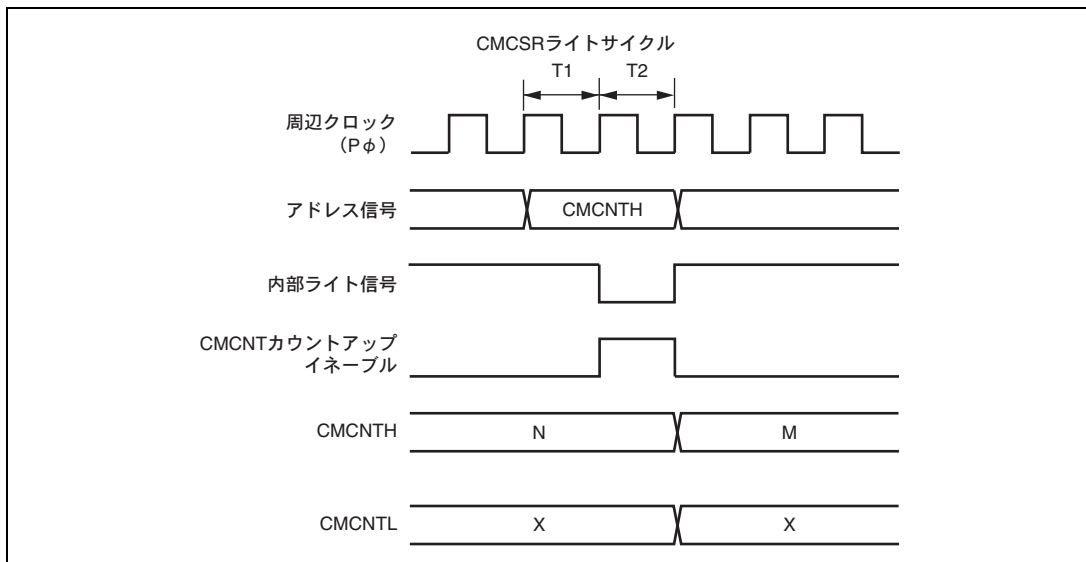 CMCSRライトサイクル
T1 T2
周辺クロック
（Pφ）
アドレス信号
CMCNTH
内部ライト信号
CMCNTカウントアップ
イネーブル
CMCNTH
N M
CMCNTL
X X